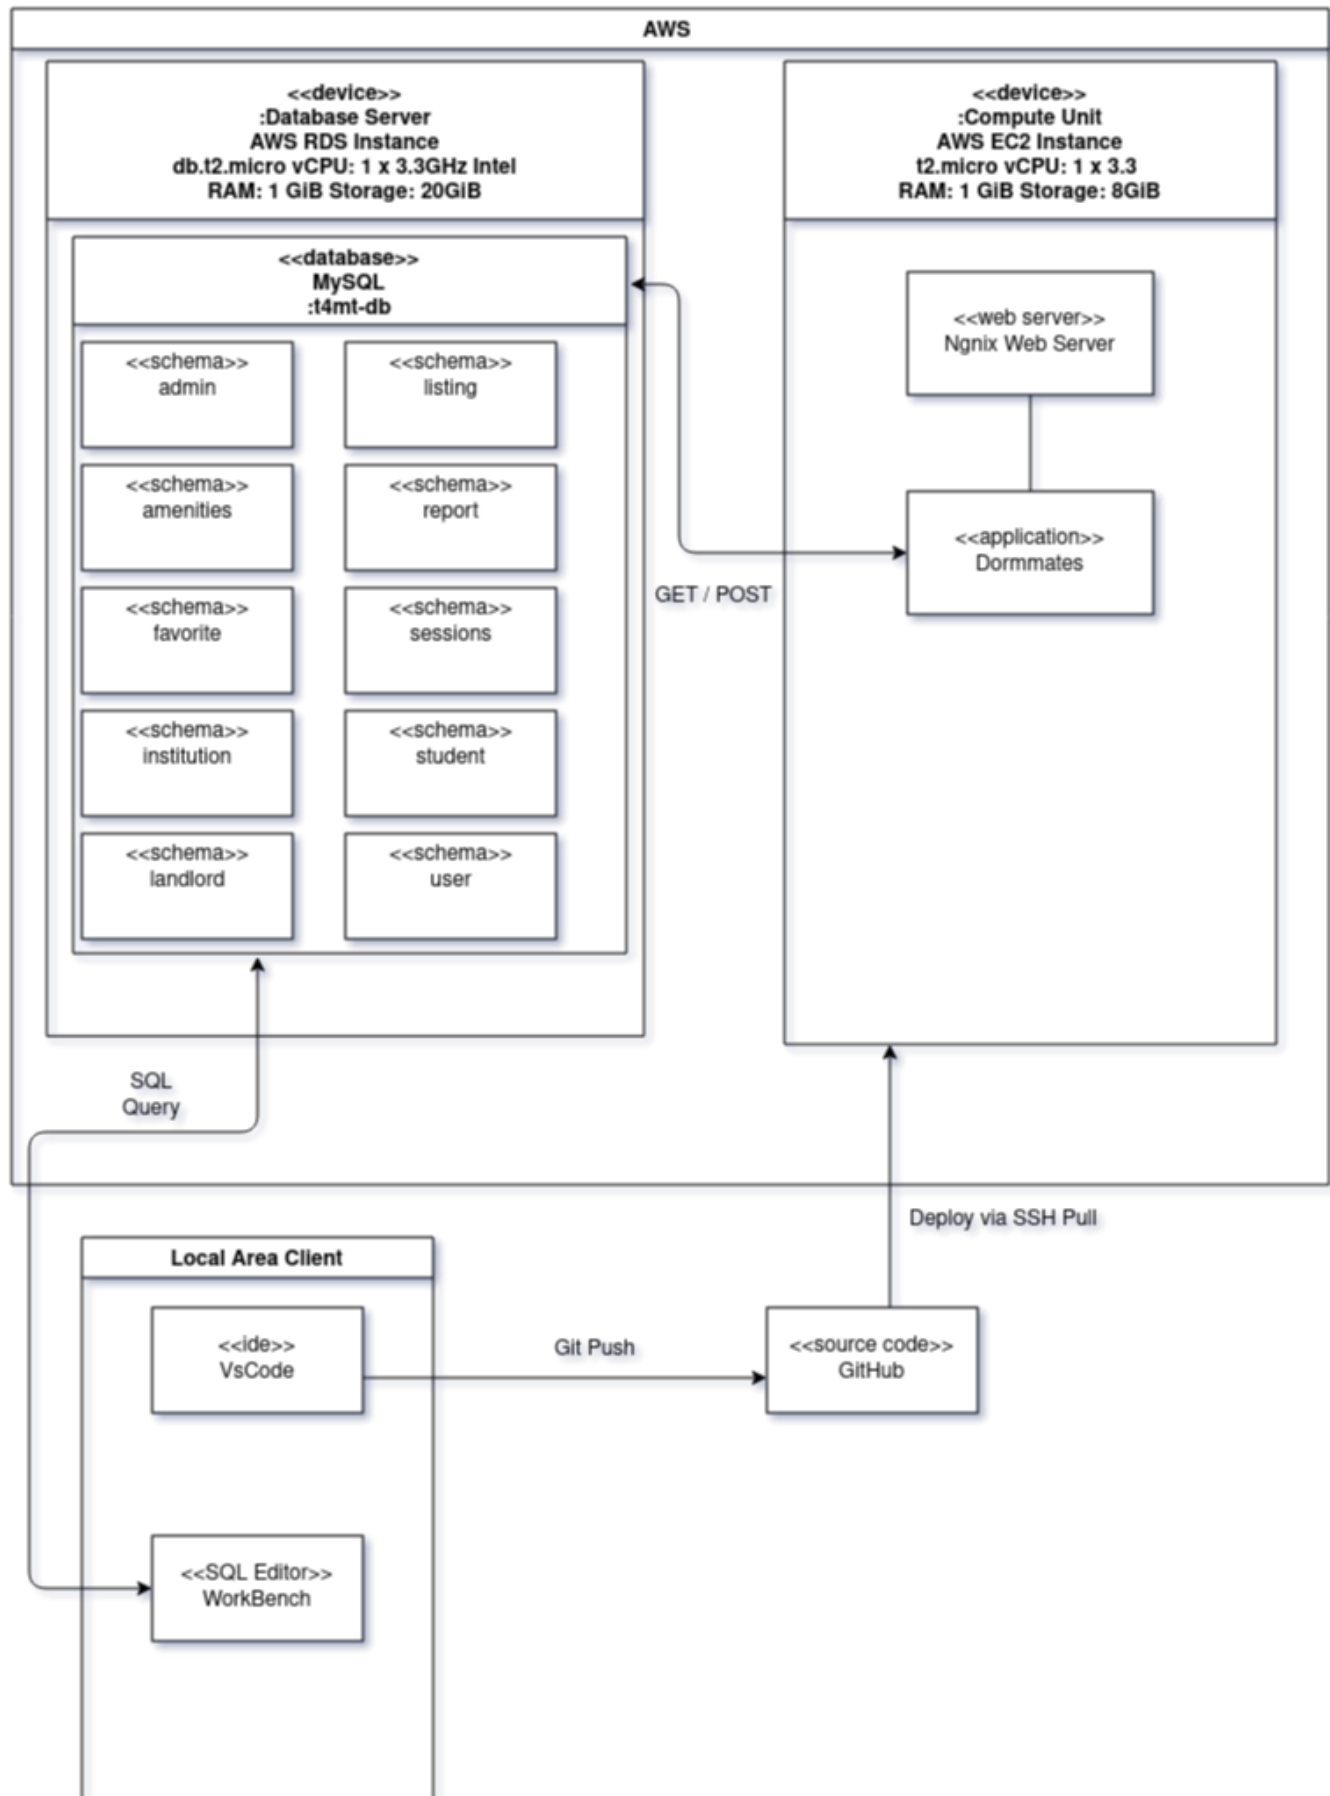 AWS
<<device>>
:Database Server
AWS RDS Instance
db.t2.micro vCPU: 1 x 3.3GHz Intel
RAM: 1 GiB Storage: 20GiB
<<database>>
MySQL
:t4mt-db
<<schema>>
admin
<<schema>>
listing
<<schema>>
amenities
<<schema>>
report
<<schema>>
favorite
<<schema>>
sessions
<<schema>>
institution
<<schema>>
student
<<schema>>
landlord
<<schema>>
user
<<device>>
:Compute Unit
AWS EC2 Instance
t2.micro vCPU: 1 x 3.3
RAM: 1 GiB Storage: 8GiB
<<web server>>
Ngnix Web Server
<<application>>
Dormmates
GET / POST
SQL
Query
Deploy via SSH Pull
Local Area Client
<<ide>>
VsCode
Git Push
<<source code>>
GitHub
<<SQL Editor>>
WorkBench